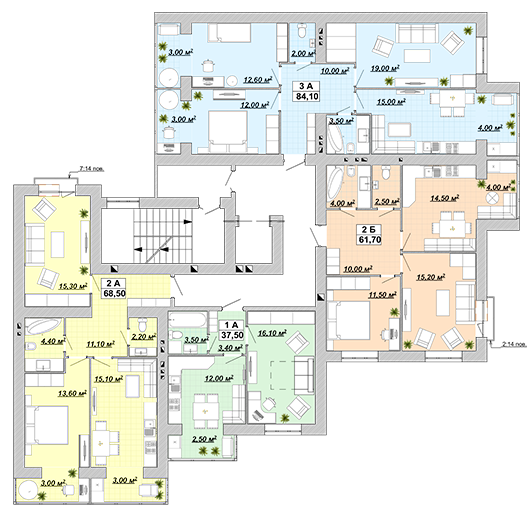 3,00 м²
12,60 м²
2,00 м²
10.00 м²
19,00 м²
3 А
84,10
3,00 м²
12,00 м²
3,50 м²
15,00 м²
4,00 м²
7;14 пов.
4,00 м²
2,50 м²
14,50 м²
4,00 м²
2 Б
61,70
10,00 м²
15,20 м²
11,50 м²
2;14 пов.
15,30 м²
2 А
68,50
4,40 м²
11,10 м²
2,20 м²
1 А
37,50
3,50 м²
3,40 м²
16,10 м²
13,60 м²
15,10 м²
12,00 м²
2,50 м²
3,00 м²
3,00 м²